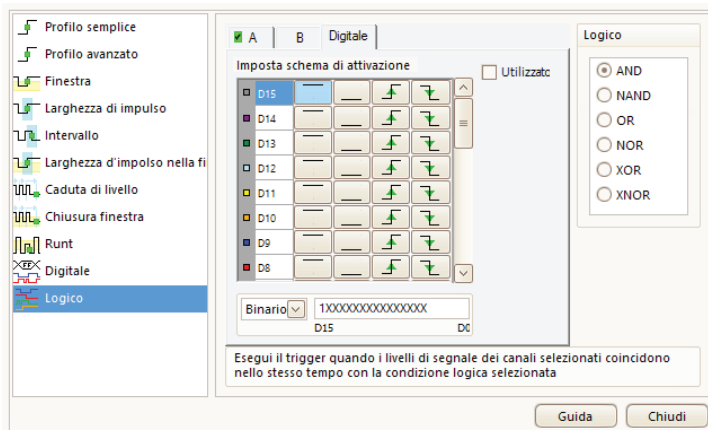 Profilo semplice
Profilo avanzato
Finestra
Larghezza di impulso
Intervallo
Larghezza d'impolso nella fi
Caduta di livello
Chiusura finestra
Runt
Digitale
Logico
A
B
Digitale
Imposta schema di attivazione
Utilizzato
D15
D14
D13
D12
D11
D10
D9
D8
Binario
1XXXXXXXXXXXXXXX
D15
D0
Esegui il trigger quando i livelli di segnale dei canali selezionati coincidono
nello stesso tempo con la condizione logica selezionata
Logico
AND
NAND
OR
NOR
XOR
XNOR
Guida
Chiudi